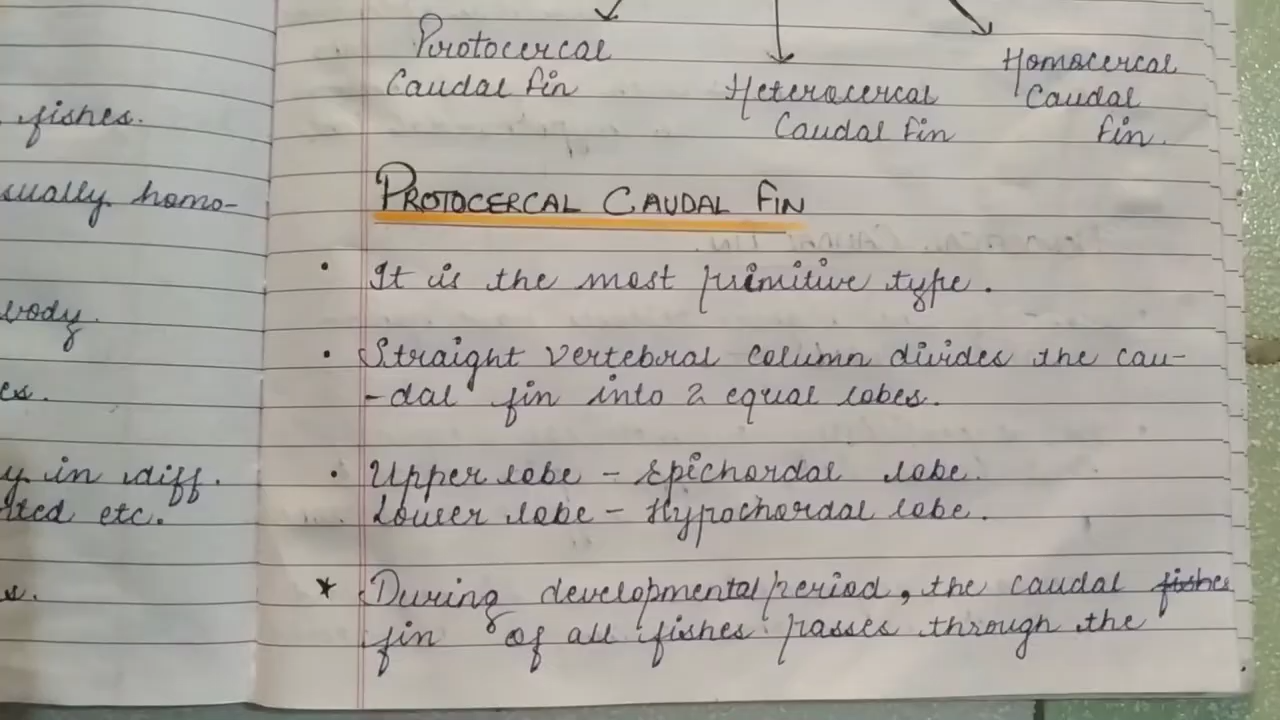 fishes.
sually homo-
body.
es.
y in diff.
ted etc.
s.
Protocercal
Caudal fin
Heterocercal
Caudal fin
Homocercal
Caudal
fin.
PROTOCERCAL CAUDAL FIN
• It is the most primitive type.
• Straight vertebral column divides the cau-
-dal fin into 2 equal lobes.
• Upper lobe - Epichordal lobe.
Lower lobe - Hypochordal lobe.
* During developmental period, the caudal fishes
fin of all fishes passes through the